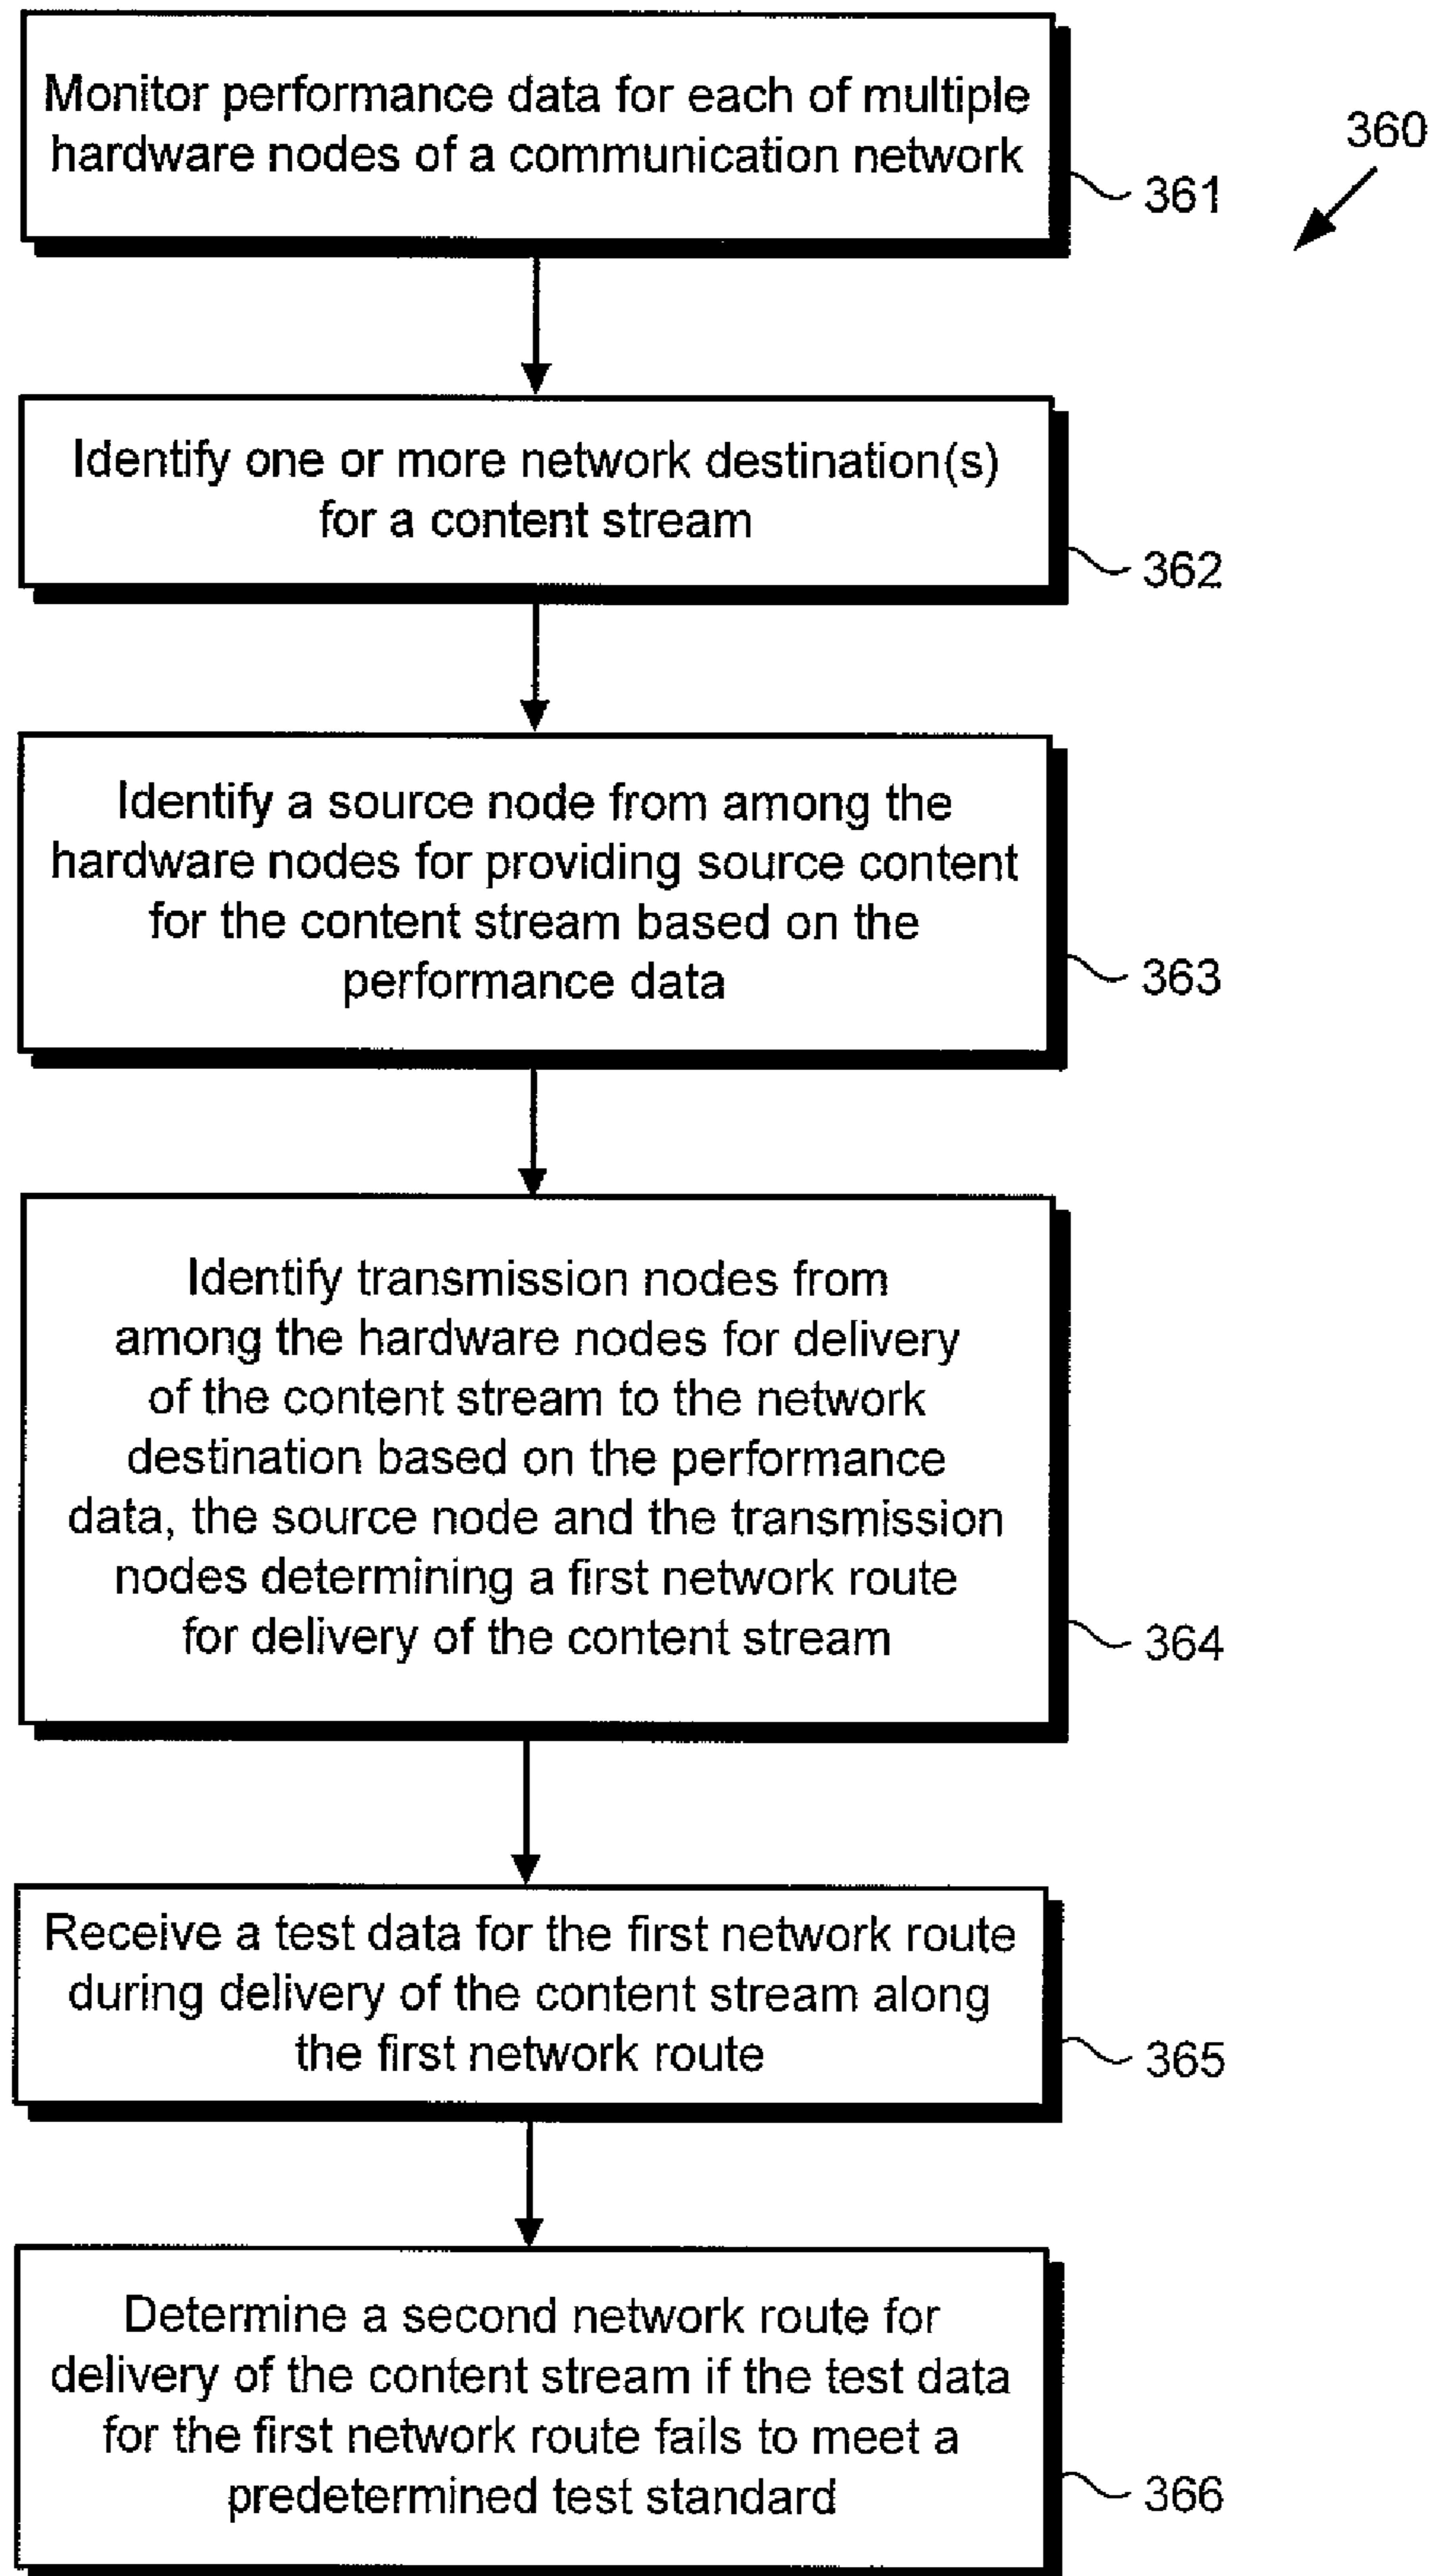 Monitor performance data for each of multiple
hardware nodes of a communication network
360
361
Identify one or more network destination(s)
for a content stream
362
Identify a source node from among the
hardware nodes for providing source content
for the content stream based on the
performance data
363
Identify transmission nodes from
among the hardware nodes for delivery
of the content stream to the network
destination based on the performance
data, the source node and the transmission
nodes determining a first network route
for delivery of the content stream
364
Receive a test data for the first network route
during delivery of the content stream along
the first network route
365
Determine a second network route for
delivery of the content stream if the test data
for the first network route fails to meet a
predetermined test standard
366